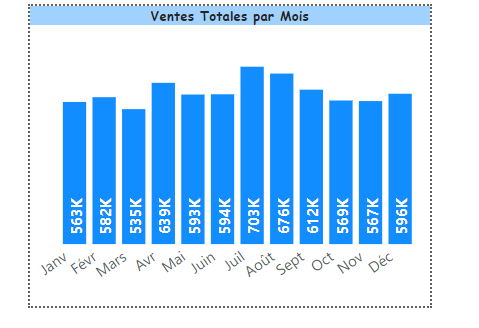 Ventes Totales par Mois
563K 582K 535K 639K 593K 594K 703K 676K 612K 569K 567K 596K
Janv Févr Mars Avr Mai Juin Juil Août Sept Oct Nov Déc